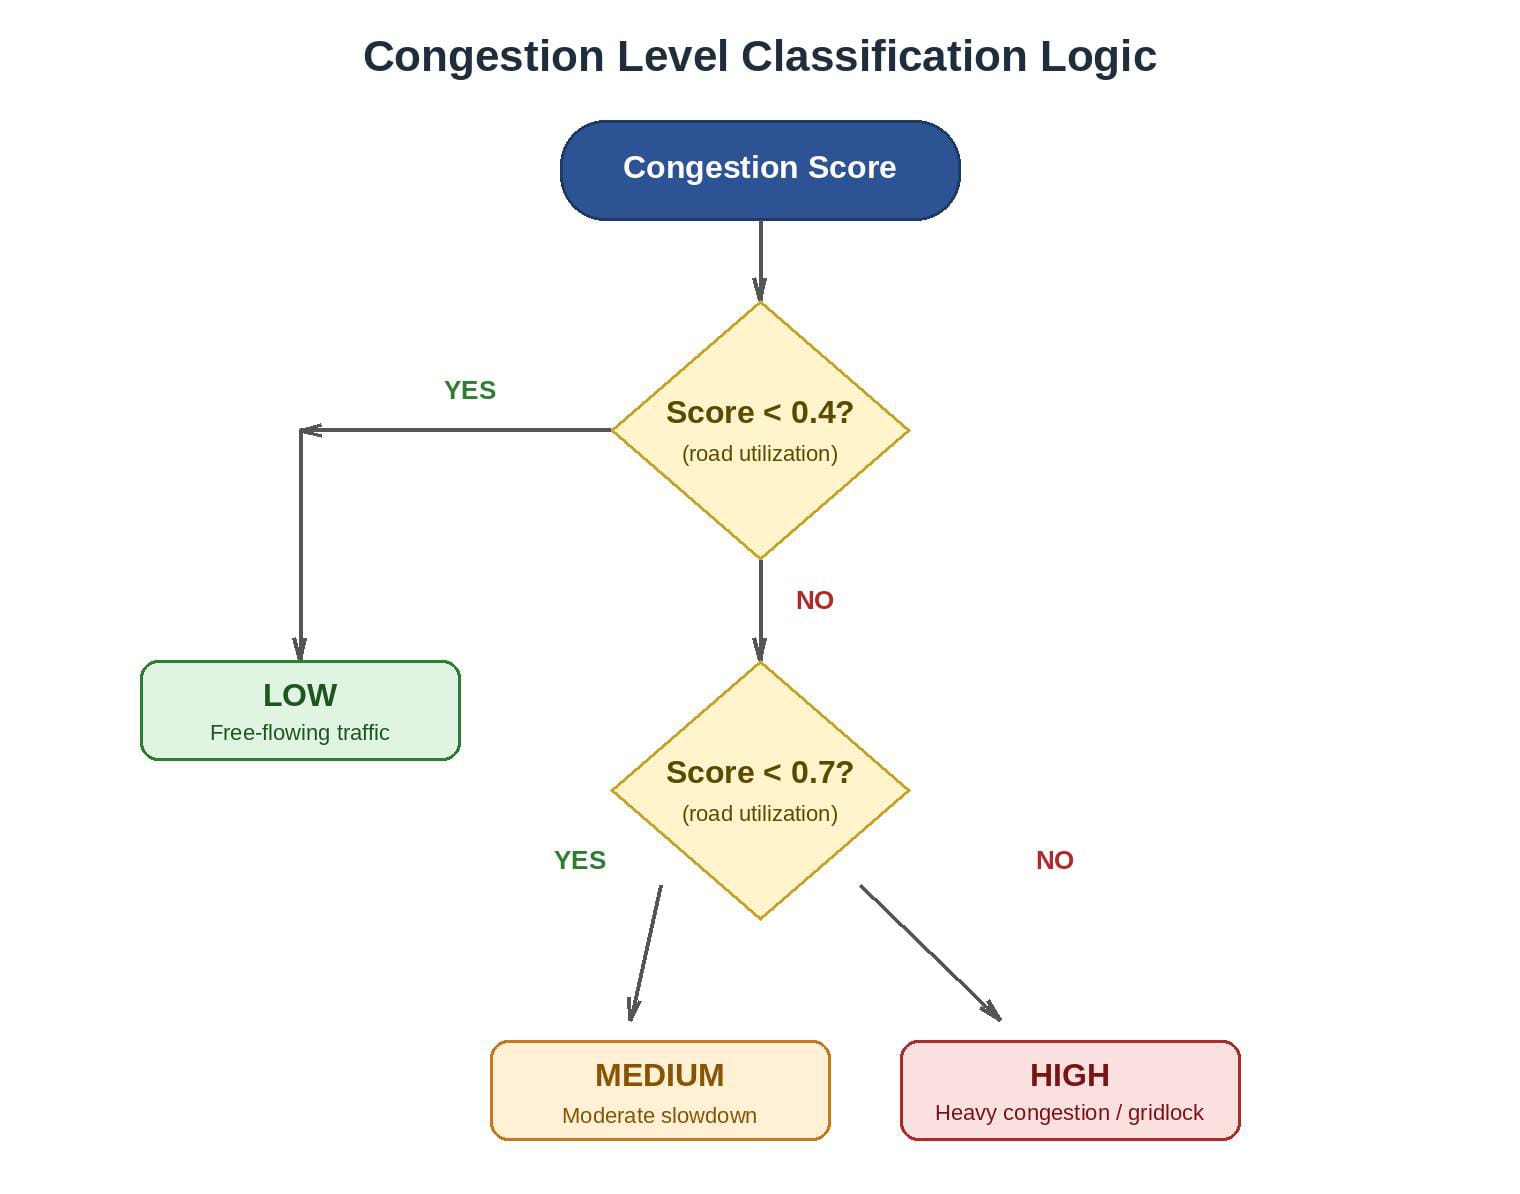 Congestion Level Classification Logic
Congestion Score
YES
Score < 0.4?
(road utilization)
NO
LOW
Free-flowing traffic
Score < 0.7?
(road utilization)
YES
NO
MEDIUM
Moderate slowdown
HIGH
Heavy congestion / gridlock